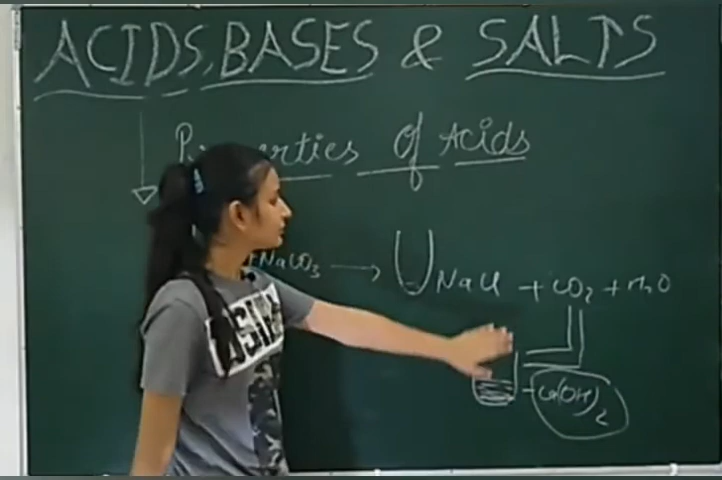 ACIDS, BASES & SALTS
Properties of Acids
+NaCO₃ → NaCl + CO₂ + H₂O
Ca(OH)₂